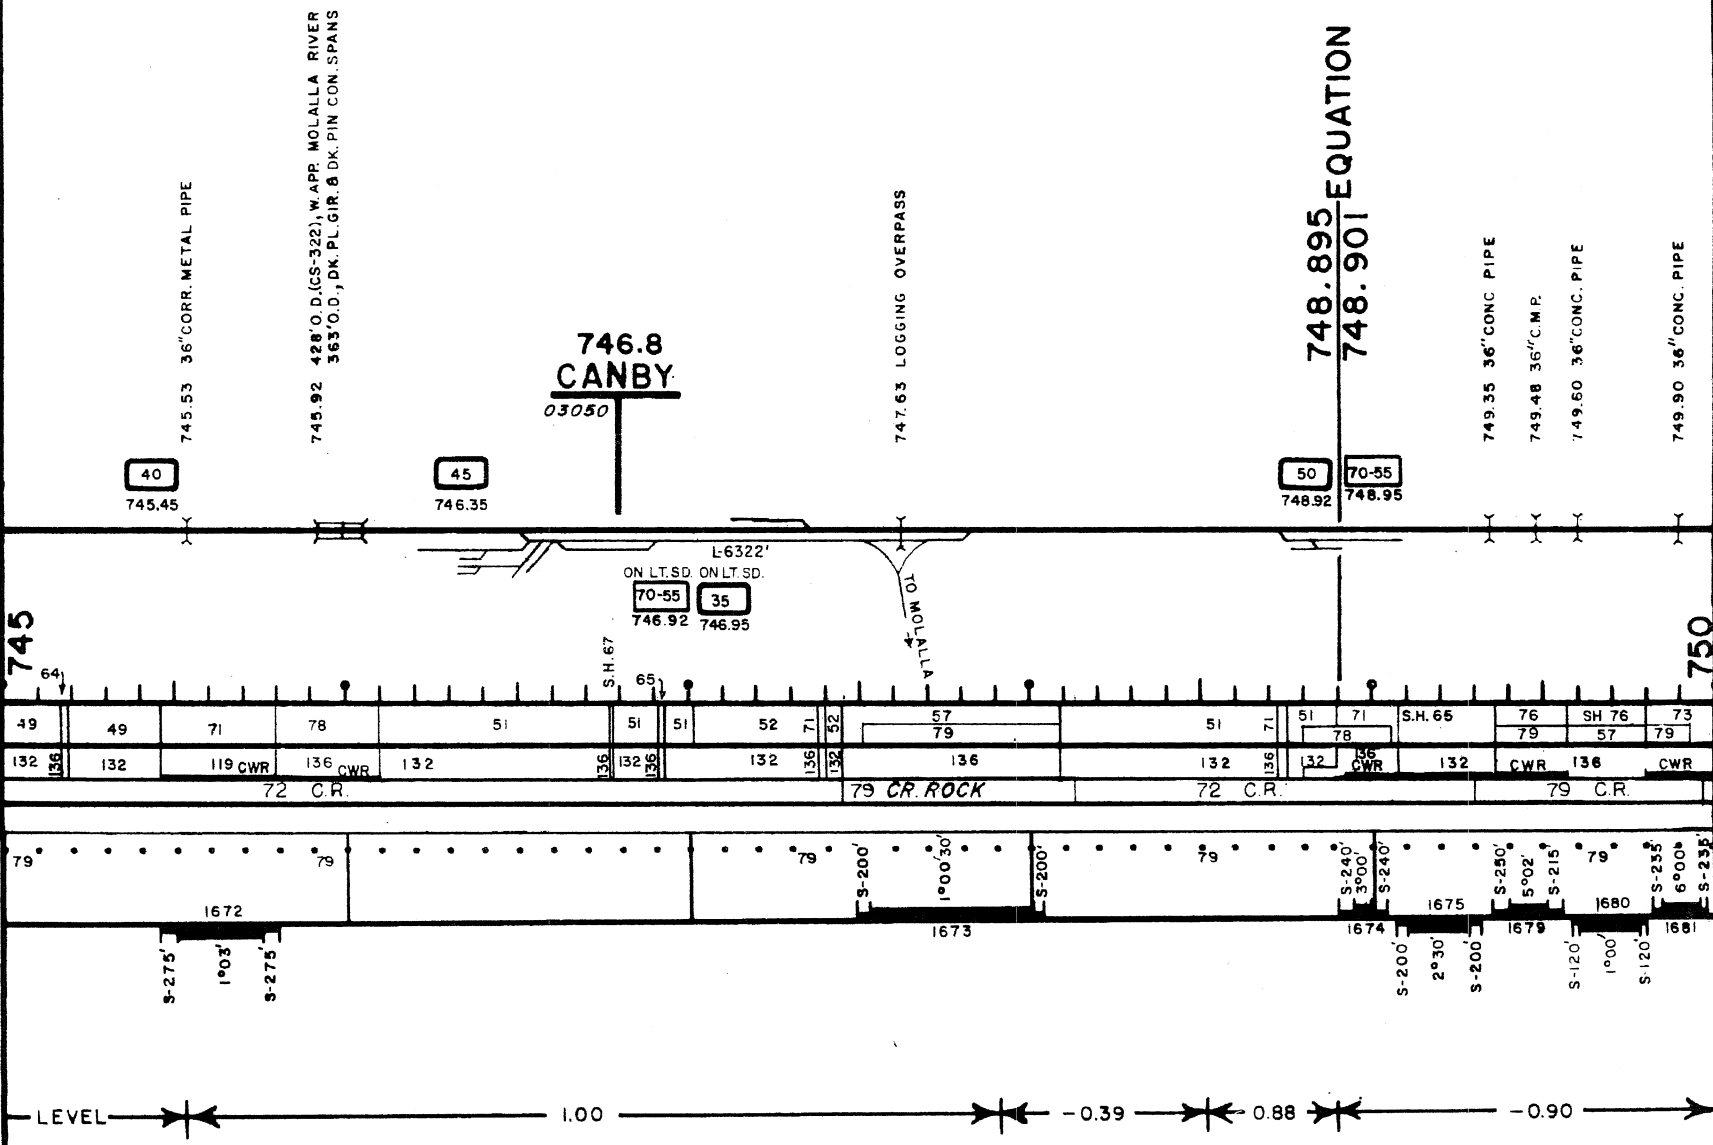 745.53 36"CORR. METAL PIPE
745.92 428'O.D.(CS-322), W. APP. MOLALLA RIVER
363'O.D., DK. PL. GIR. & DK. PIN CON. SPANS
746.8
CANBY
03050
747.63 LOGGING OVERPASS
748.895
748.901
EQUATION
749.35 36"CONC PIPE
749.48 36"C.M.P.
749.60 36"CONC. PIPE
749.90 36"CONC. PIPE
40
745.45
45
746.35
50
748.92
70-55
748.95
L-6322'
ON LT. SD. ON LT. SD.
70-55 35
746.92 746.95
TO MOLALLA
745
750
64
S.H. 67
65
49 49 71 78 51 51 51 52 71 52 57 51 71 51 71 S.H. 65 76 SH 76 73
79 78 79 57 79
132 136 132 119 CWR 136 CWR 132 136 132 136 132 136 132 136 132 136 132 136 CWR 132 CWR 136 CWR
72 C.R. 79 CR. ROCK 72 C.R. 79 C.R.
79 79 79 79 79
S-200' 1°00'30" S-200' S-240' 3°00' S-240' S-250' 5°02' S-215' S-235' 6°00' S-235'
1672 1675 1680
1673 1674 1679 1681
S-275' 1°03' S-275' S-200' 2°30' S-200' S-120' 1°00' S-120'
LEVEL 1.00 -0.39 0.88 -0.90